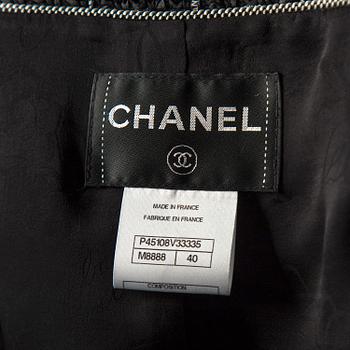 CHANEL
MADE IN FRANCE
FABRIQUE EN FRANCE
P45108V33335
M8888 40
COMPOSITION